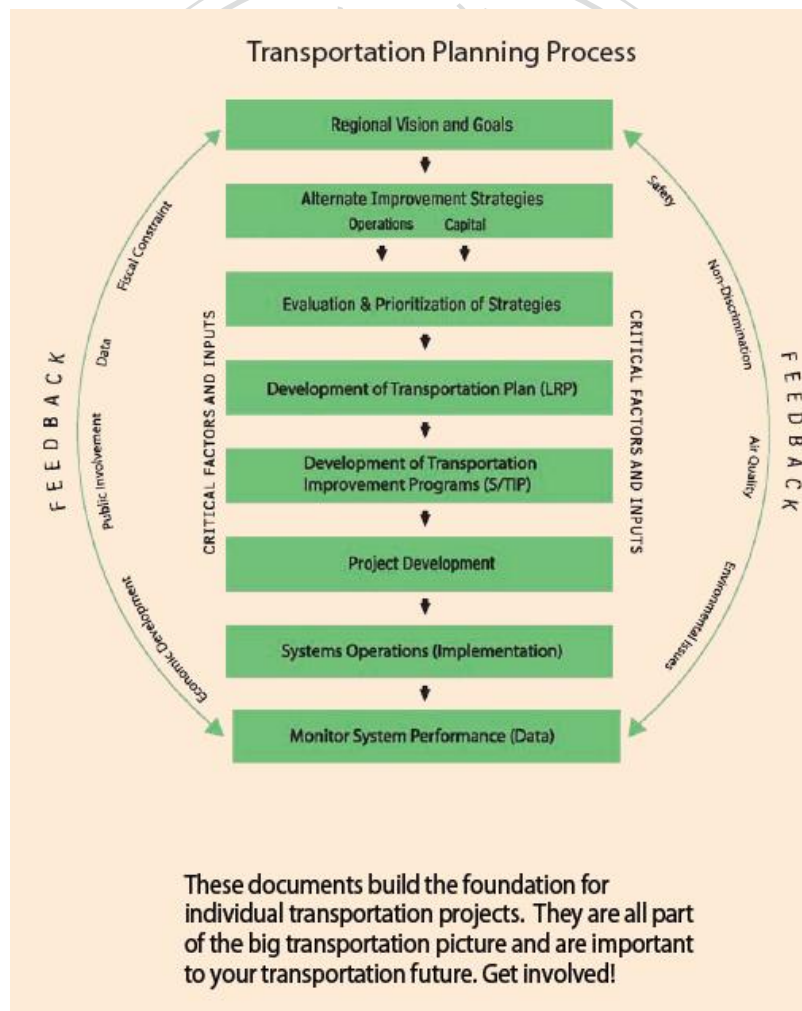 Transportation Planning Process
Regional Vision and Goals
Alternate Improvement Strategies
Operations Capital
Evaluation & Prioritization of Strategies
Development of Transportation Plan (LRP)
Development of Transportation
Improvement Programs (S/TIP)
Project Development
Systems Operations (Implementation)
Monitor System Performance (Data)
FEEDBACK
Fiscal Constraint
Data
Public Involvement
Economic Development
CRITICAL FACTORS AND INPUTS
CRITICAL FACTORS AND INPUTS
Safety
Non-Discrimination
Air Quality
Environmental Issues
FEEDBACK
These documents build the foundation for
individual transportation projects. They are all part
of the big transportation picture and are important
to your transportation future. Get involved!